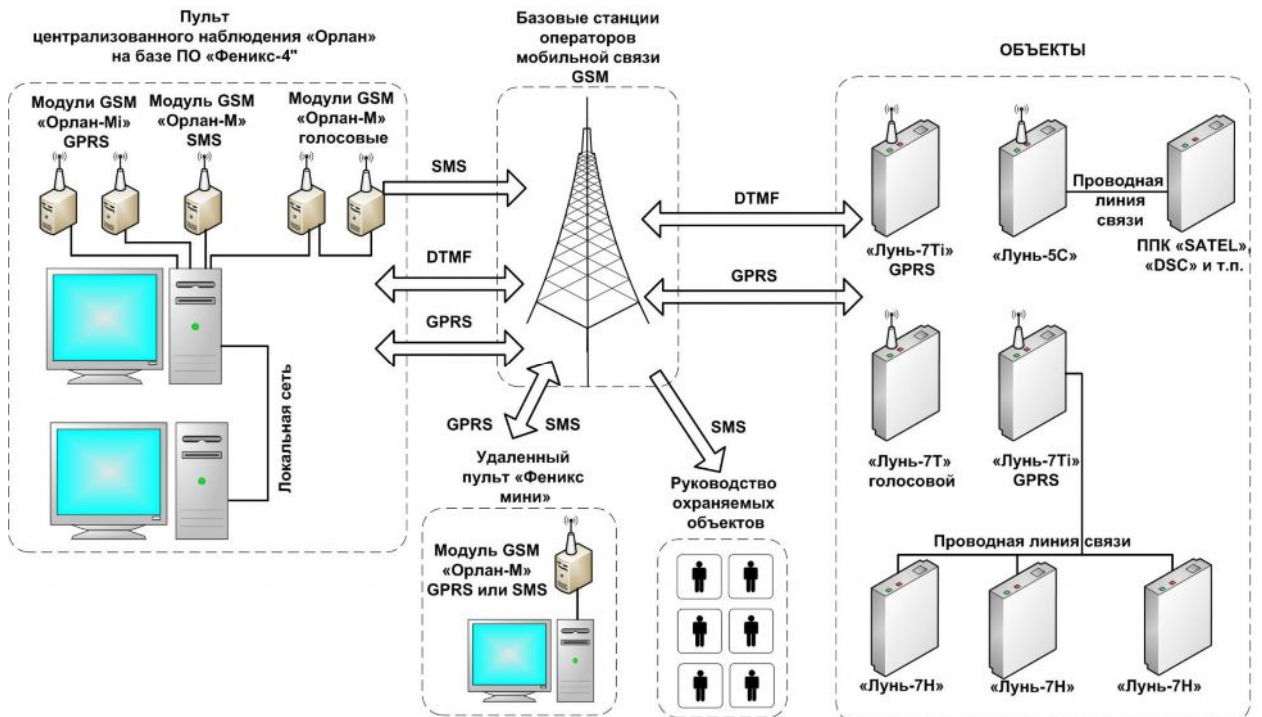 Пульт
централизованного наблюдения «Орлан»
на базе ПО «Феникс-4"
Модули GSM
«Орлан-Mi»
GPRS
Модуль GSM
«Орлан-М»
SMS
Модули GSM
«Орлан-М»
голосовые
Локальная сеть
Базовые станции
операторов
мобильной связи
GSM
SMS
DTMF
GPRS
DTMF
GPRS
GPRS
SMS
SMS
Удаленный
пульт «Феникс
мини»
Модуль GSM
«Орлан-М»
GPRS или SMS
Руководство
охраняемых
объектов
ОБЪЕКТЫ
«Лунь-7Ti»
GPRS
«Лунь-5С»
Проводная
линия
связи
ППК «SATEL»,
«DSC» и т.п.
«Лунь-7Т»
голосовой
«Лунь-7Ti»
GPRS
Проводная линия связи
«Лунь-7Н»
«Лунь-7Н»
«Лунь-7Н»